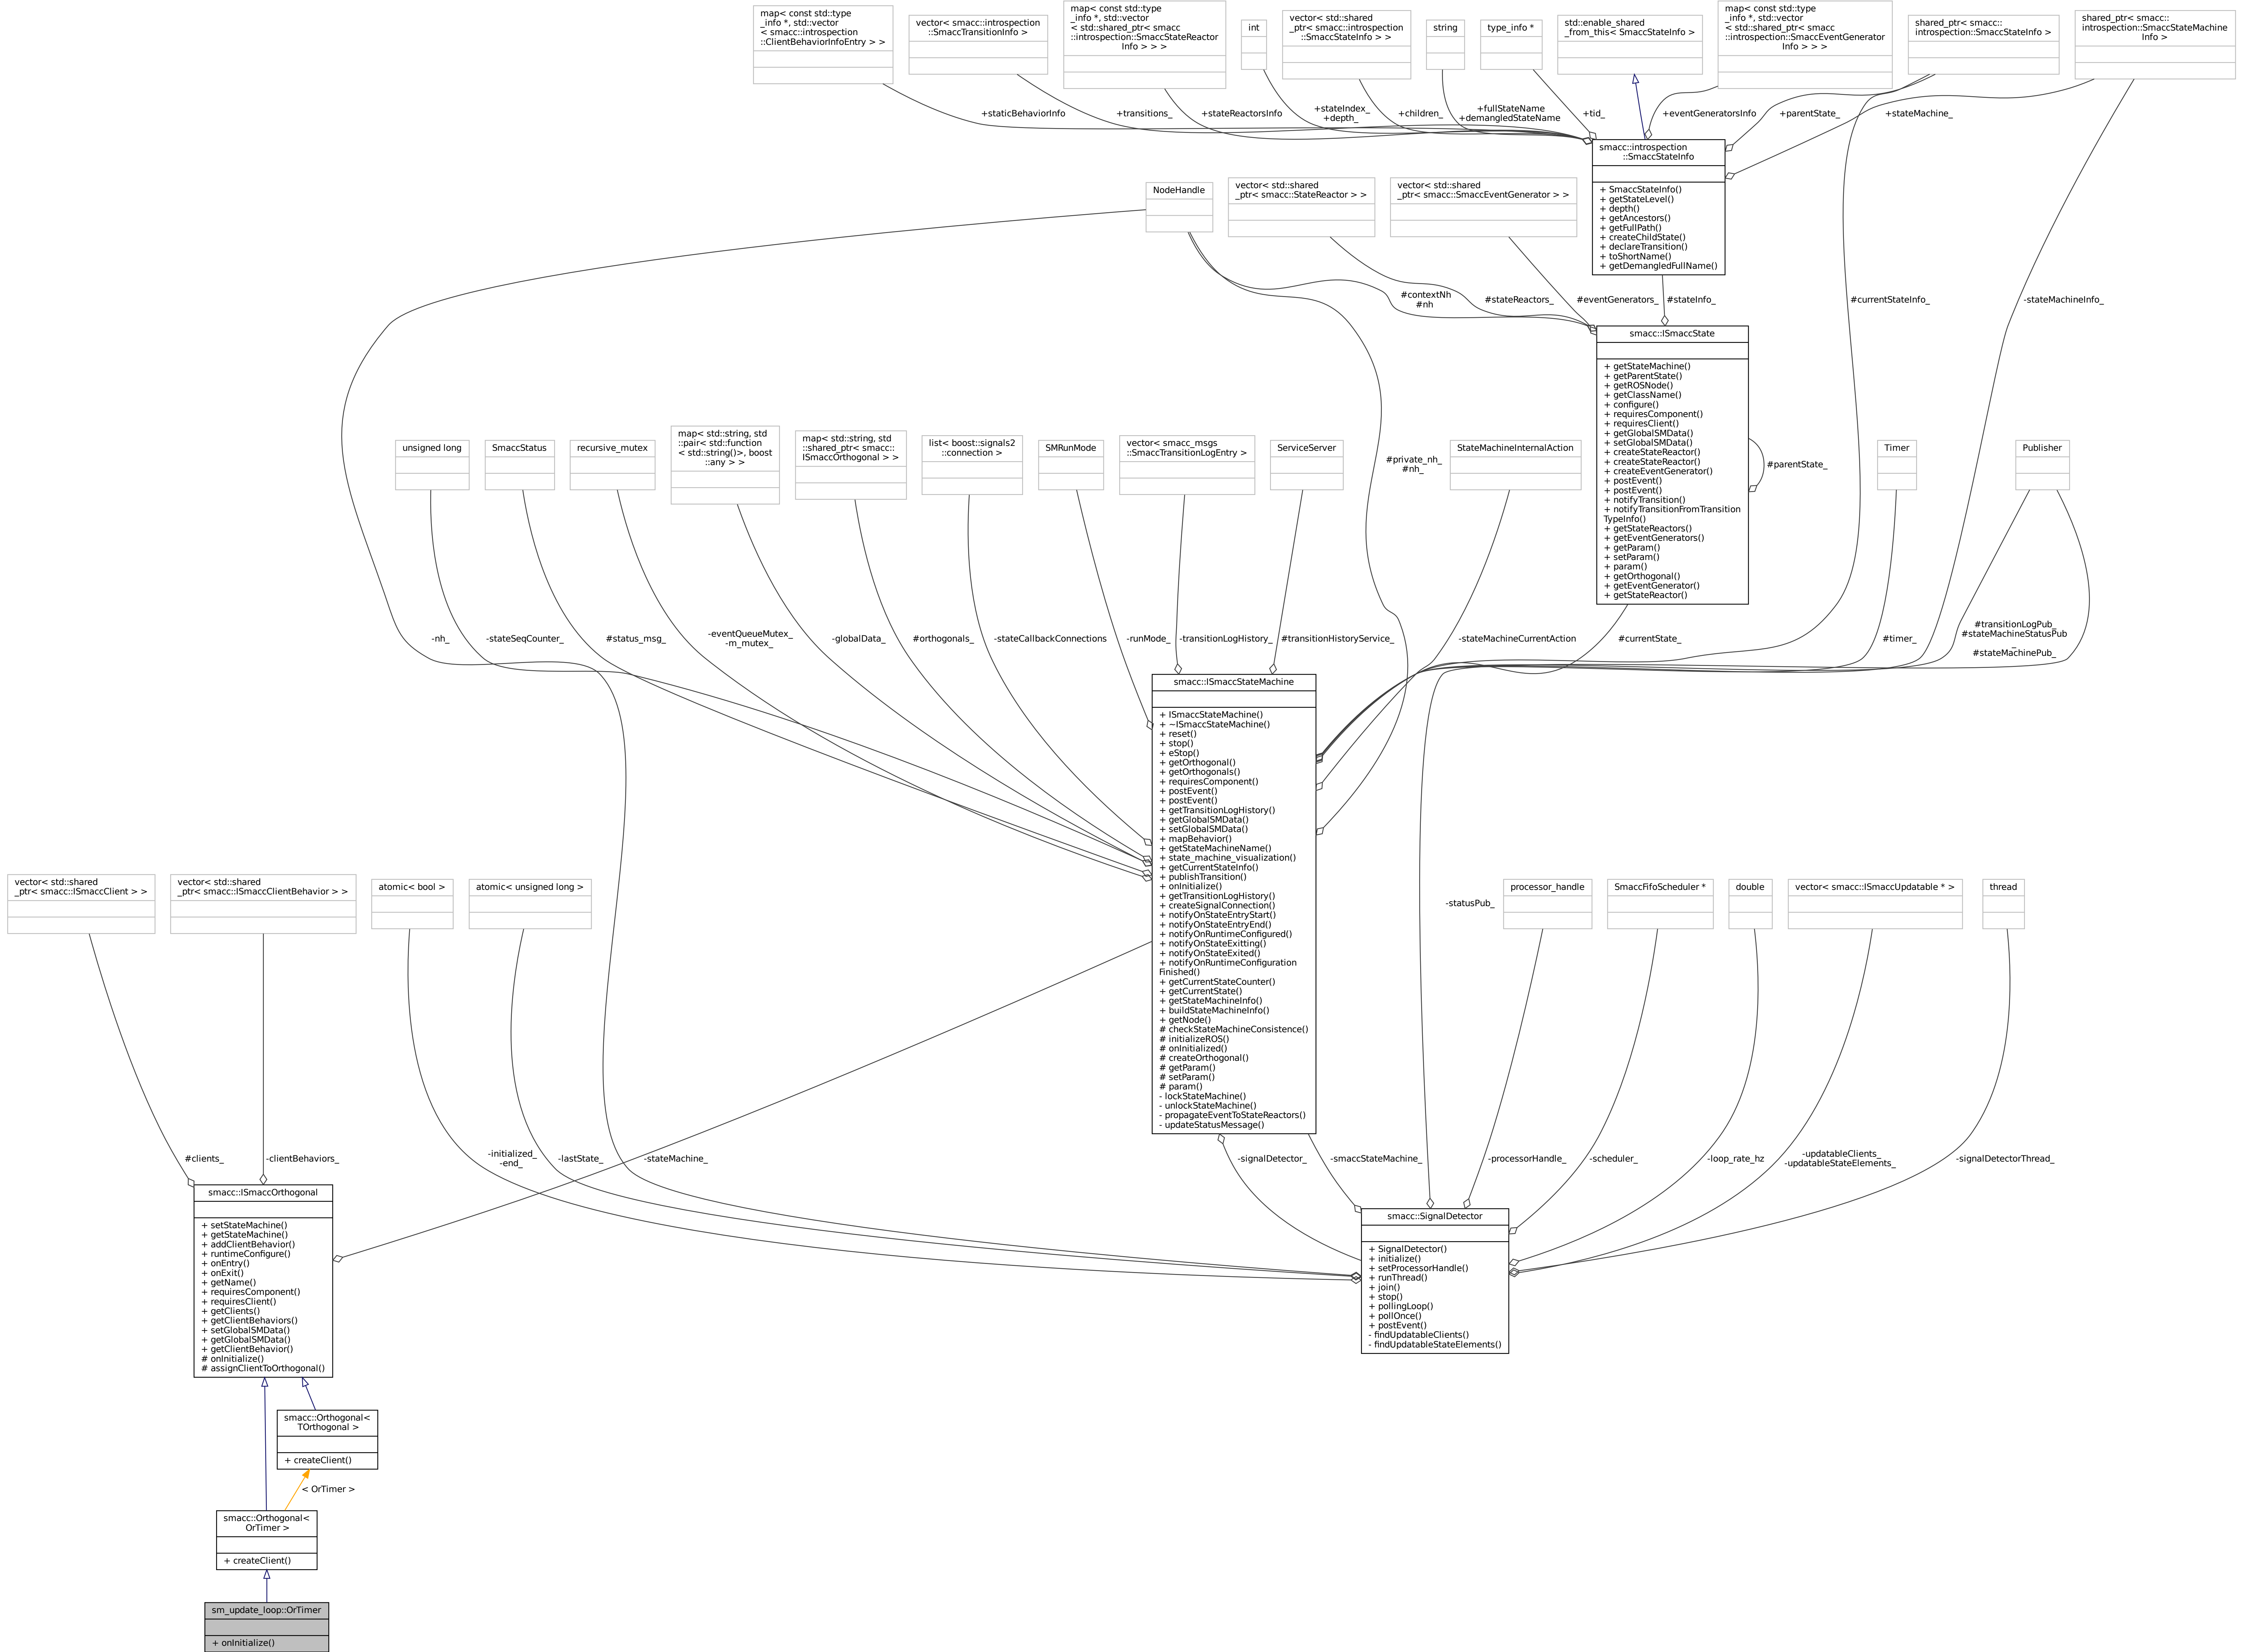 map< const std::type
_info *, std::vector
< smacc::introspection
::ClientBehaviorInfoEntry > >
vector< smacc::introspection
::SmaccTransitionInfo >
map< const std::type
_info *, std::vector
< std::shared_ptr< smacc
::introspection::SmaccStateReactor
Info > > >
int
vector< std::shared
_ptr< smacc::introspection
::SmaccStateInfo > >
string
type_info *
std::enable_shared
_from_this< SmaccStateInfo >
map< const std::type
_info *, std::vector
< std::shared_ptr< smacc
::introspection::SmaccEventGenerator
Info > > >
shared_ptr< smacc::
introspection::SmaccStateInfo >
shared_ptr< smacc::
introspection::SmaccStateMachine
Info >
+staticBehaviorInfo
+transitions_
+stateReactorsInfo
+stateIndex_
+depth_
+children_
+fullStateName
+demangledStateName
+tid_
+eventGeneratorsInfo
+parentState_
+stateMachine_
smacc::introspection
::SmaccStateInfo
+ SmaccStateInfo()
+ getStateLevel()
+ depth()
+ getAncestors()
+ getFullPath()
+ createChildState()
+ declareTransition()
+ toShortName()
+ getDemangledFullName()
NodeHandle
vector< std::shared
_ptr< smacc::StateReactor > >
vector< std::shared
_ptr< smacc::SmaccEventGenerator > >
#contextNh
#nh
#stateReactors_
#eventGenerators_
#stateInfo_
#currentStateInfo_
-stateMachineInfo_
smacc::ISmaccState
+ getStateMachine()
+ getParentState()
+ getROSNode()
+ getClassName()
+ configure()
+ requiresComponent()
+ requiresClient()
+ getGlobalSMData()
+ setGlobalSMData()
+ createStateReactor()
+ createStateReactor()
+ createEventGenerator()
+ postEvent()
+ postEvent()
+ notifyTransition()
+ notifyTransitionFromTransition
TypeInfo()
+ getStateReactors()
+ getEventGenerators()
+ getParam()
+ setParam()
+ param()
+ getOrthogonal()
+ getEventGenerator()
+ getStateReactor()
#parentState_
unsigned long
SmaccStatus
recursive_mutex
map< std::string, std
::pair< std::function
< std::string()>, boost
::any > >
map< std::string, std
::shared_ptr< smacc::
ISmaccOrthogonal > >
list< boost::signals2
::connection >
SMRunMode
vector< smacc_msgs
::SmaccTransitionLogEntry >
ServiceServer
#private_nh_
#nh_
StateMachineInternalAction
Timer
Publisher
-nh_
-stateSeqCounter_
#status_msg_
-eventQueueMutex_
-m_mutex_
-globalData_
#orthogonals_
-stateCallbackConnections
-runMode_
-transitionLogHistory_
#transitionHistoryService_
-stateMachineCurrentAction
#currentState_
#timer_
#transitionLogPub_
#stateMachineStatusPub
_
#stateMachinePub_
smacc::ISmaccStateMachine
+ ISmaccStateMachine()
+ ~ISmaccStateMachine()
+ reset()
+ stop()
+ eStop()
+ getOrthogonal()
+ getOrthogonals()
+ requiresComponent()
+ postEvent()
+ postEvent()
+ getTransitionLogHistory()
+ getGlobalSMData()
+ setGlobalSMData()
+ mapBehavior()
+ getStateMachineName()
+ state_machine_visualization()
+ getCurrentStateInfo()
+ publishTransition()
+ onInitialize()
+ getTransitionLogHistory()
+ createSignalConnection()
+ notifyOnStateEntryStart()
+ notifyOnStateEntryEnd()
+ notifyOnRuntimeConfigured()
+ notifyOnStateExitting()
+ notifyOnStateExited()
+ notifyOnRuntimeConfiguration
Finished()
+ getCurrentStateCounter()
+ getCurrentState()
+ getStateMachineInfo()
+ buildStateMachineInfo()
+ getNode()
# checkStateMachineConsistence()
# initializeROS()
# onInitialized()
# createOrthogonal()
# getParam()
# setParam()
# param()
- lockStateMachine()
- unlockStateMachine()
- propagateEventToStateReactors()
- updateStatusMessage()
vector< std::shared
_ptr< smacc::ISmaccClient > >
vector< std::shared
_ptr< smacc::ISmaccClientBehavior > >
atomic< bool >
atomic< unsigned long >
-statusPub_
processor_handle
SmaccFifoScheduler *
double
vector< smacc::ISmaccUpdatable * >
thread
#clients_
-clientBehaviors_
-initialized_
-end_
-lastState_
-stateMachine_
-signalDetector_
-smaccStateMachine_
-processorHandle_
-scheduler_
-loop_rate_hz
-updatableClients_
-updatableStateElements_
-signalDetectorThread_
smacc::ISmaccOrthogonal
+ setStateMachine()
+ getStateMachine()
+ addClientBehavior()
+ runtimeConfigure()
+ onEntry()
+ onExit()
+ getName()
+ requiresComponent()
+ requiresClient()
+ getClients()
+ getClientBehaviors()
+ setGlobalSMData()
+ getGlobalSMData()
+ getClientBehavior()
# onInitialize()
# assignClientToOrthogonal()
smacc::SignalDetector
+ SignalDetector()
+ initialize()
+ setProcessorHandle()
+ runThread()
+ join()
+ stop()
+ pollingLoop()
+ pollOnce()
+ postEvent()
- findUpdatableClients()
- findUpdatableStateElements()
smacc::Orthogonal<
TOrthogonal >
+ createClient()
< OrTimer >
smacc::Orthogonal<
OrTimer >
+ createClient()
sm_update_loop::OrTimer
+ onInitialize()